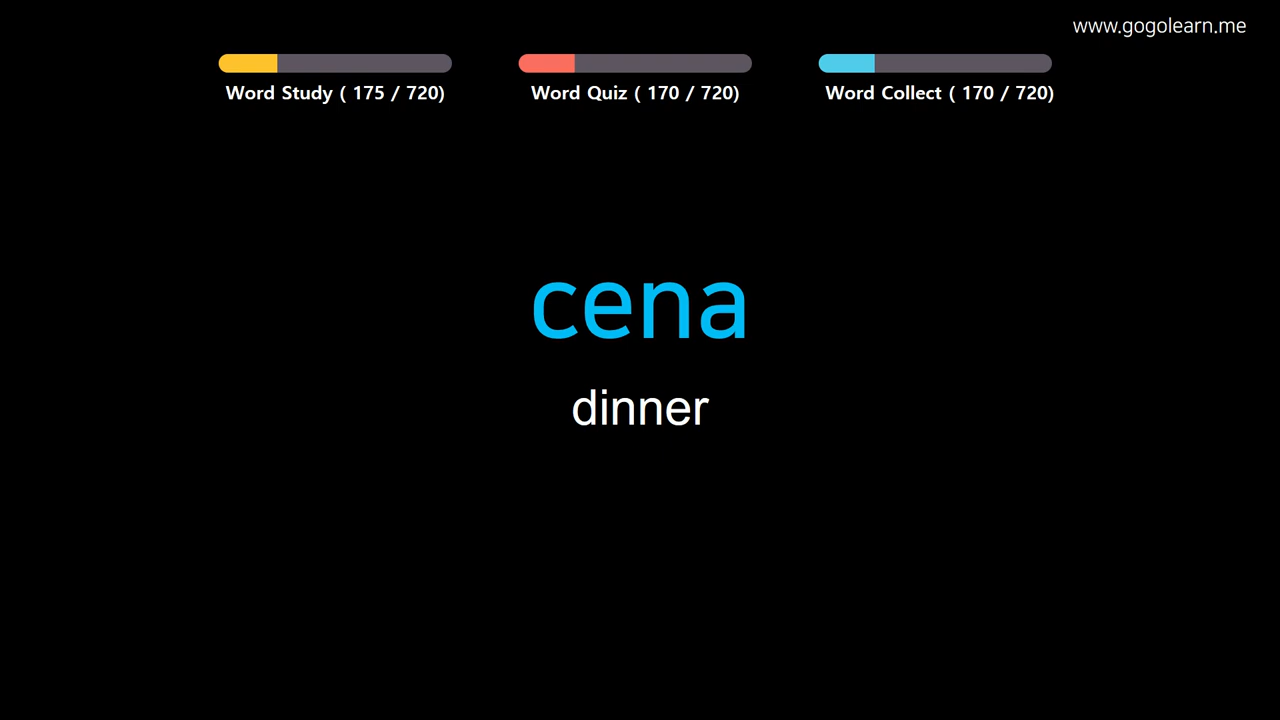 www.gogolearn.me
Word Study ( 175 / 720)
Word Quiz ( 170 / 720)
Word Collect ( 170 / 720)
cena
dinner